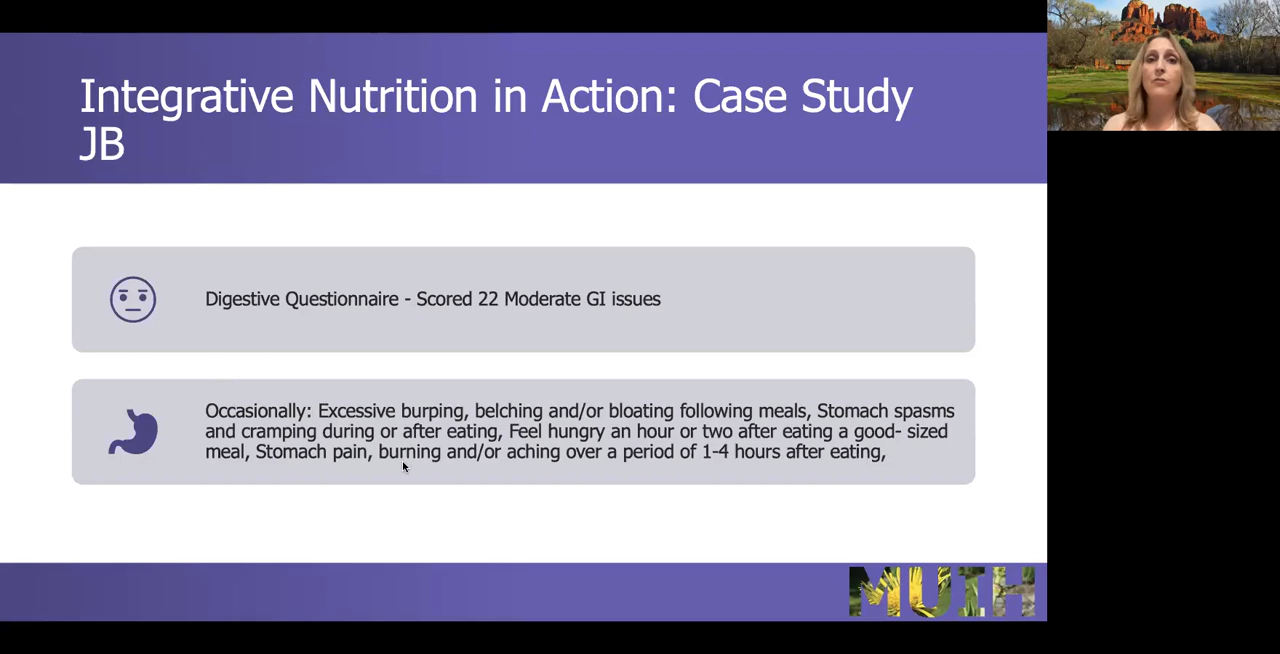 Integrative Nutrition in Action: Case Study
JB
Digestive Questionnaire - Scored 22 Moderate GI issues
Occasionally: Excessive burping, belching and/or bloating following meals, Stomach spasms
and cramping during or after eating, Feel hungry an hour or two after eating a good- sized
meal, Stomach pain, burning and/or aching over a period of 1-4 hours after eating,
MUIH